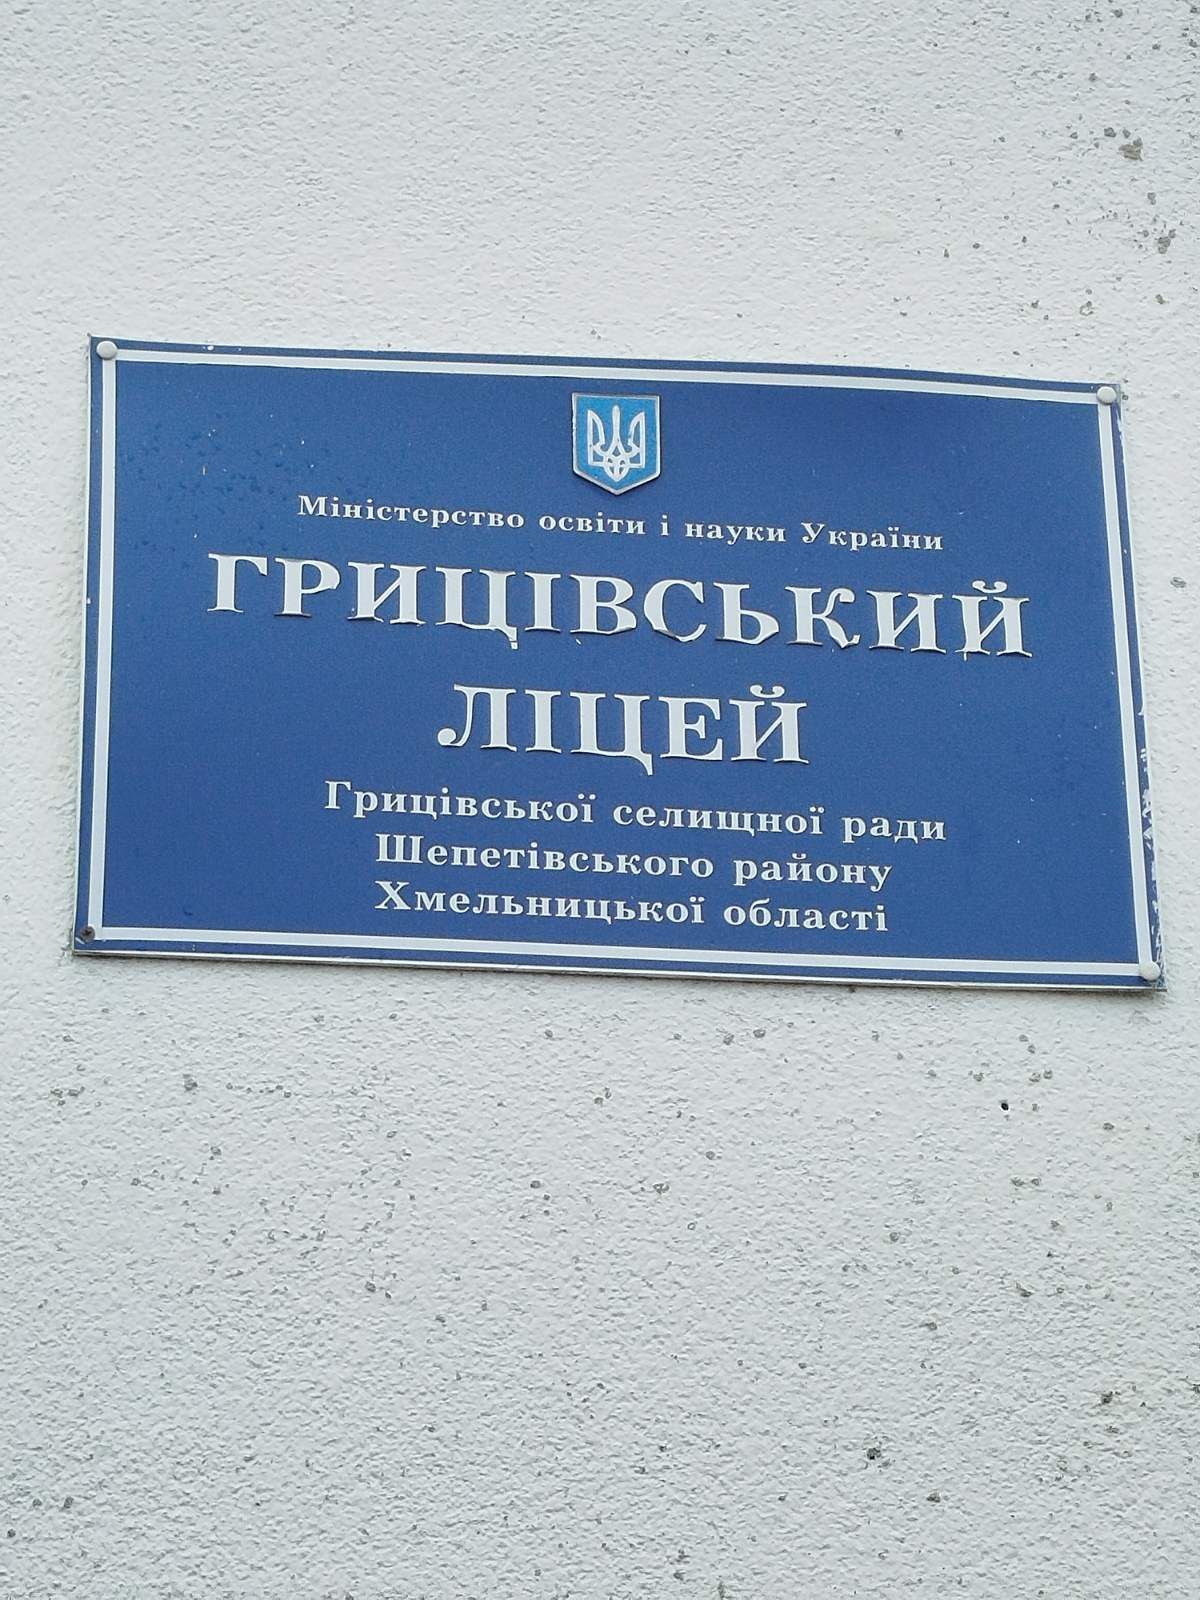 Міністерство освіти і науки України
ГРИЦІВСЬКИЙ
ЛІЦЕЙ
Грицівської селищної ради
Шепетівського району
Хмельницької області